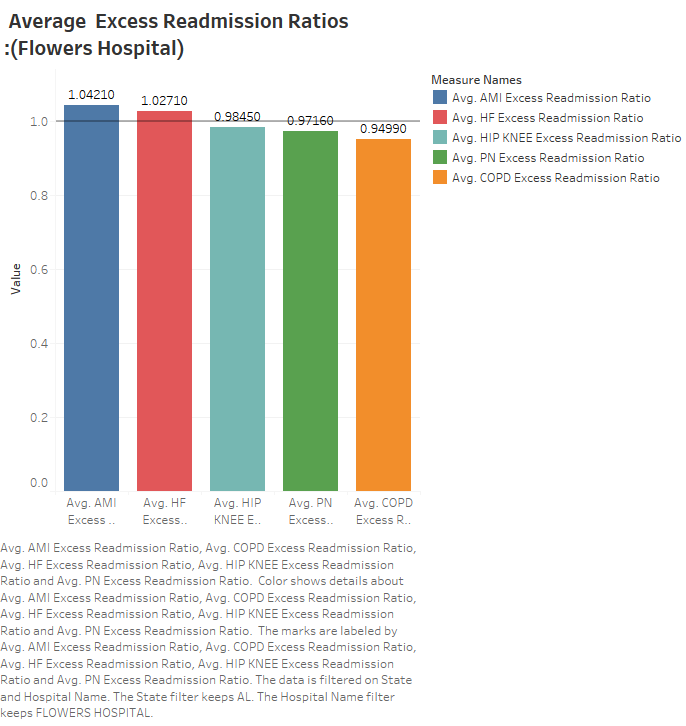 Average  Excess Readmission Ratios
:(Flowers Hospital)
Measure Names
Avg. AMI Excess Readmission Ratio
Avg. HF Excess Readmission Ratio
Avg. HIP KNEE Excess Readmission Ratio
Avg. PN Excess Readmission Ratio
Avg. COPD Excess Readmission Ratio
1.04210
1.02710
0.98450
0.97160
0.94990
1.0
0.8
0.6
0.4
0.2
0.0
Value
Avg. AMI
Excess ..
Avg. HF
Excess..
Avg. HIP
KNEE E..
Avg. PN
Excess..
Avg. COPD
Excess R..
Avg. AMI Excess Readmission Ratio, Avg. COPD Excess Readmission Ratio,
Avg. HF Excess Readmission Ratio, Avg. HIP KNEE Excess Readmission
Ratio and Avg. PN Excess Readmission Ratio.  Color shows details about
Avg. AMI Excess Readmission Ratio, Avg. COPD Excess Readmission Ratio,
Avg. HF Excess Readmission Ratio, Avg. HIP KNEE Excess Readmission
Ratio and Avg. PN Excess Readmission Ratio.  The marks are labeled by
Avg. AMI Excess Readmission Ratio, Avg. COPD Excess Readmission Ratio,
Avg. HF Excess Readmission Ratio, Avg. HIP KNEE Excess Readmission
Ratio and Avg. PN Excess Readmission Ratio. The data is filtered on State
and Hospital Name. The State filter keeps AL. The Hospital Name filter
keeps FLOWERS HOSPITAL.